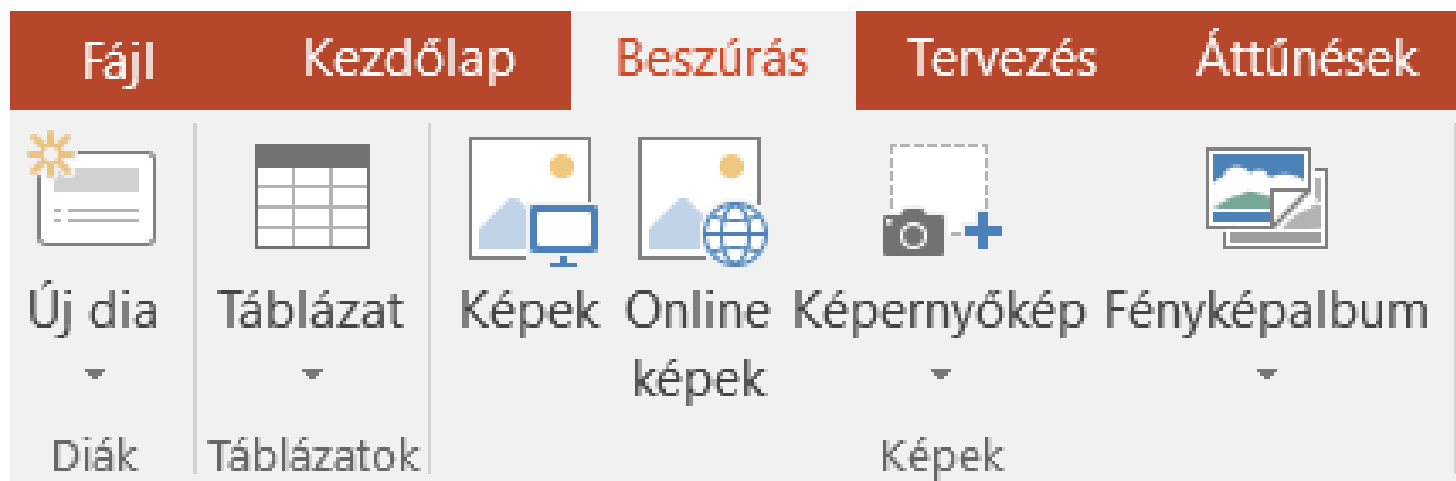 Fájl Kezdőlap Beszúrás Tervezés Áttűnések
Új dia Táblázat Képek Online Képernyőkép Fényképalbum
képek
Diák Táblázatok Képek